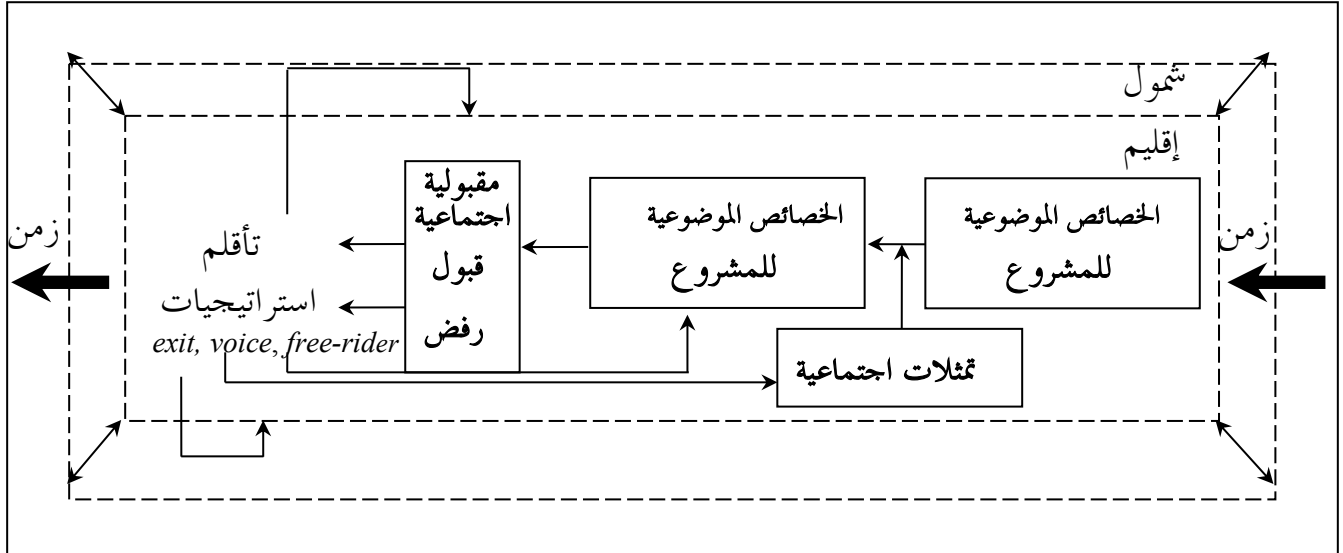 شمول
إقليم
زمن
الخصائص الموضوعية
للمشروع
الخصائص الموضوعية
للمشروع
تمثلات اجتماعية
مقبولية
اجتماعية
قبول
رفض
تأقلم
استراتيجيات
exit, voice, free-rider
زمن